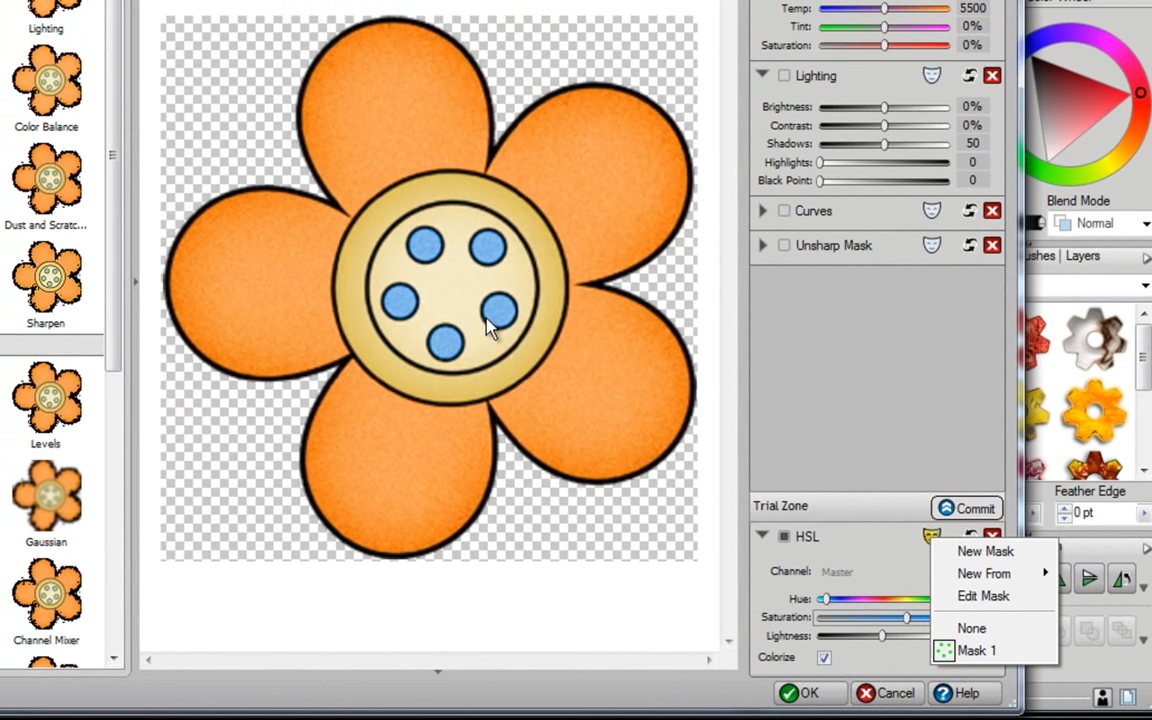 Lighting
Color Balance
Dust and Scratc...
Sharpen
Levels
Gaussian
Channel Mixer
Temp: 5500
Tint: 0%
Saturation: 0%
Lighting
Brightness: 0%
Contrast: 0%
Shadows: 50
Highlights: 0
Black Point: 0
Curves
Unsharp Mask
Trial Zone
Commit
HSL
Channel: Master
Hue:
Saturation:
Lightness:
Colorize
New Mask
New From
Edit Mask
None
Mask 1
OK
Cancel
Help
Blend Mode
Normal
Layers
Feather Edge
0 pt